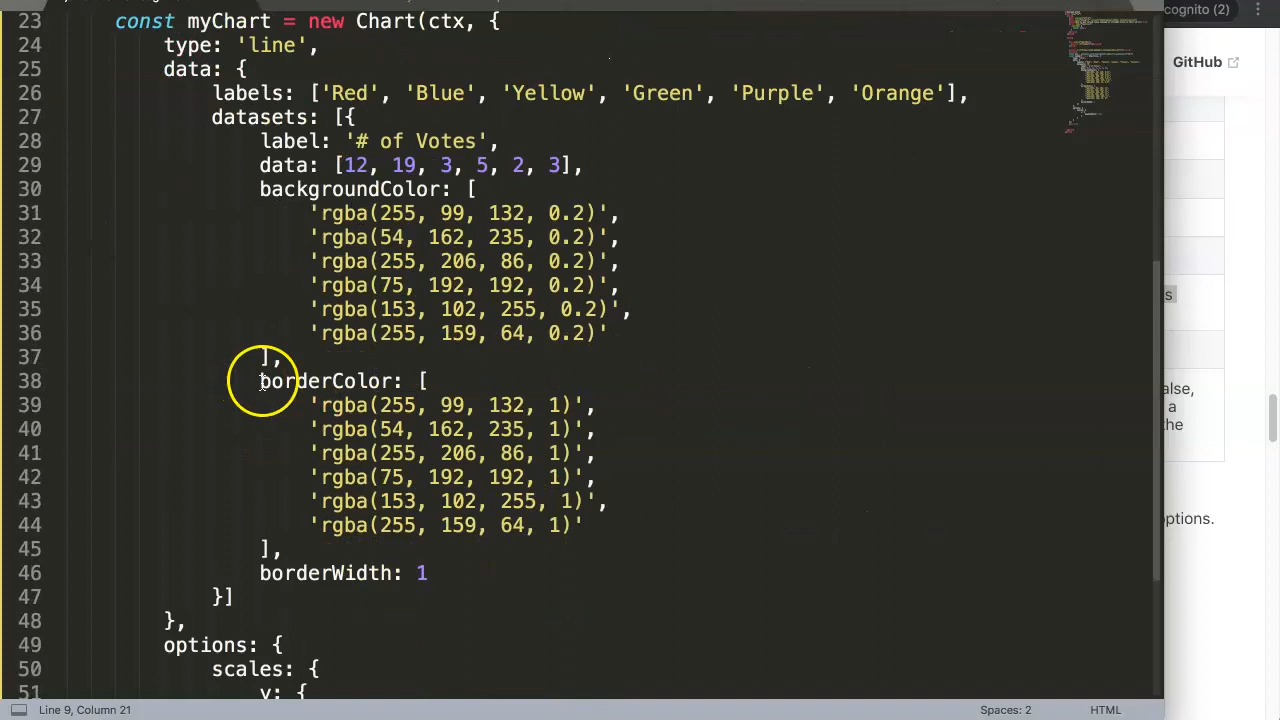 cognito (2)
GitHub
23 const myChart = new Chart(ctx, {
24 type: 'line',
25 data: {
26 labels: ['Red', 'Blue', 'Yellow', 'Green', 'Purple', 'Orange'],
27 datasets: [{
28 label: '# of Votes',
29 data: [12, 19, 3, 5, 2, 3],
30 backgroundColor: [
31 'rgba(255, 99, 132, 0.2)',
32 'rgba(54, 162, 235, 0.2)',
33 'rgba(255, 206, 86, 0.2)',
34 'rgba(75, 192, 192, 0.2)',
35 'rgba(153, 102, 255, 0.2)',
36 'rgba(255, 159, 64, 0.2)'
37 ],
38 borderColor: [
39 'rgba(255, 99, 132, 1)',
40 'rgba(54, 162, 235, 1)',
41 'rgba(255, 206, 86, 1)',
42 'rgba(75, 192, 192, 1)',
43 'rgba(153, 102, 255, 1)',
44 'rgba(255, 159, 64, 1)'
45 ],
46 borderWidth: 1
47 }]
48 },
49 options: {
50 scales: {
51 y: {
s
alse,
a
the
ptions.
Line 9, Column 21
Spaces: 2
HTML